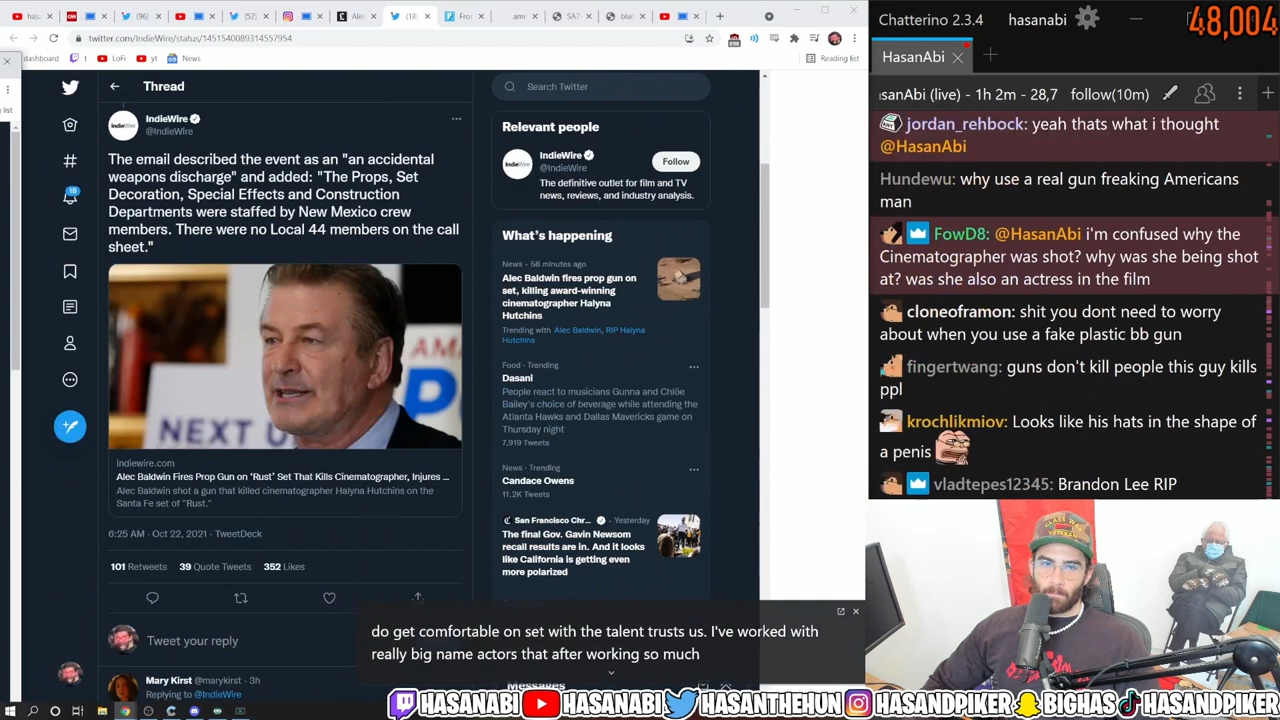 twitter.com/IndieWire/status/1451540089314557954
dashboard
LoFi
yt
News
Reading list
Thread
Search Twitter
IndieWire
@IndieWire
The email described the event as an "an accidental
weapons discharge" and added: "The Props, Set
Decoration, Special Effects and Construction
Departments were staffed by New Mexico crew
members. There were no Local 44 members on the call
sheet."
indiewire.com
Alec Baldwin Fires Prop Gun on 'Rust' Set That Kills Cinematographer, Injures ...
Alec Baldwin shot a gun that killed cinematographer Halyna Hutchins on the
Santa Fe set of "Rust."
6:25 AM · Oct 22, 2021 · TweetDeck
101 Retweets 39 Quote Tweets 352 Likes
Tweet your reply
Mary Kirst @marykirst · 3h
Replying to @IndieWire
Relevant people
IndieWire
@IndieWire
Follow
The definitive outlet for film and TV
news, reviews, and industry analysis.
What's happening
News · 58 minutes ago
Alec Baldwin fires prop gun on
set, killing award-winning
cinematographer Halyna
Hutchins
Trending with Alec Baldwin, RIP Halyna
Hutchins
Food · Trending
Dasani
People react to musicians Gunna and Chlöe
Bailey's choice of beverage while attending the
Atlanta Hawks and Dallas Mavericks game on
Thursday night
7,919 Tweets
News · Trending
Candace Owens
11.2K Tweets
San Francisco Chr... · Yesterday
The final Gov. Gavin Newsom
recall results are in. And it looks
like California is getting even
more polarized
do get comfortable on set with the talent trusts us. I've worked with
really big name actors that after working so much
Chatterino 2.3.4
hasanabi
48,004
HasanAbi
asanAbi (live) - 1h 2m - 28,7
follow(10m)
jordan_rehbock: yeah thats what i thought
@HasanAbi
Hundewu: why use a real gun freaking Americans
man
FowD8: @HasanAbi i'm confused why the
Cinematographer was shot? why was she being shot
at? was she also an actress in the film
cloneoframon: shit you dont need to worry
about when you use a fake plastic bb gun
fingertwang: guns don't kill people this guy kills
ppl
krochlikmiov: Looks like his hats in the shape of
a penis
vladtepes12345: Brandon Lee RIP
CLASS WAR
VETERAN
HASANABI HASANABI HASANTHEHUN HASANDPIKER BIGHAS HASANDPIKER